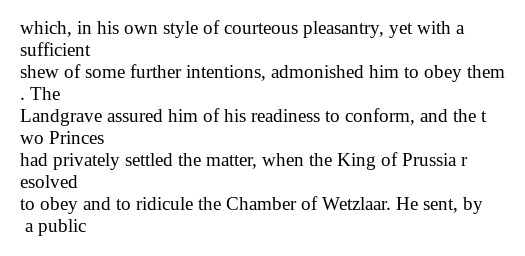 which, in his own style of courteous pleasantry, yet with a
sufficient
shew of some further intentions, admonished him to obey them
. The
Landgrave assured him of his readiness to conform, and the t
wo Princes
had privately settled the matter, when the King of Prussia r
esolved
to obey and to ridicule the Chamber of Wetzlaar. He sent, by
a public